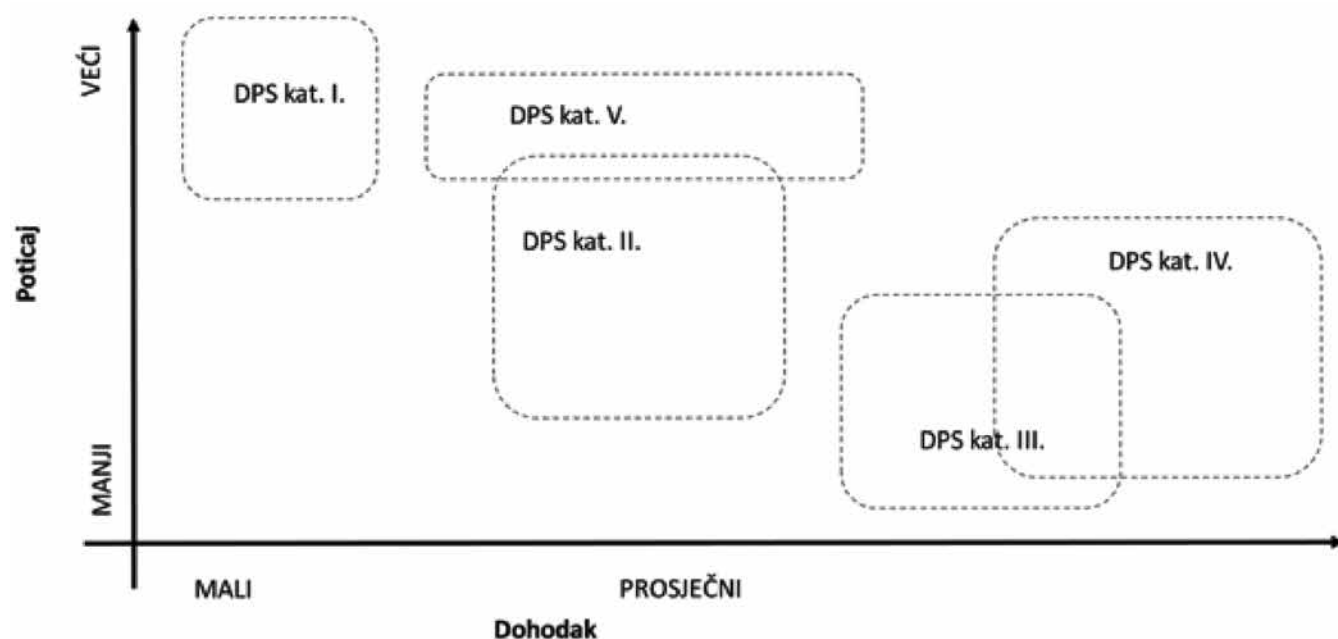 VEĆI
DPS kat. I.
DPS kat. V.
DPS kat. II.
DPS kat. IV.
Poticaj
DPS kat. III.
MANJI
MALI
PROSJEČNI
Dohodak